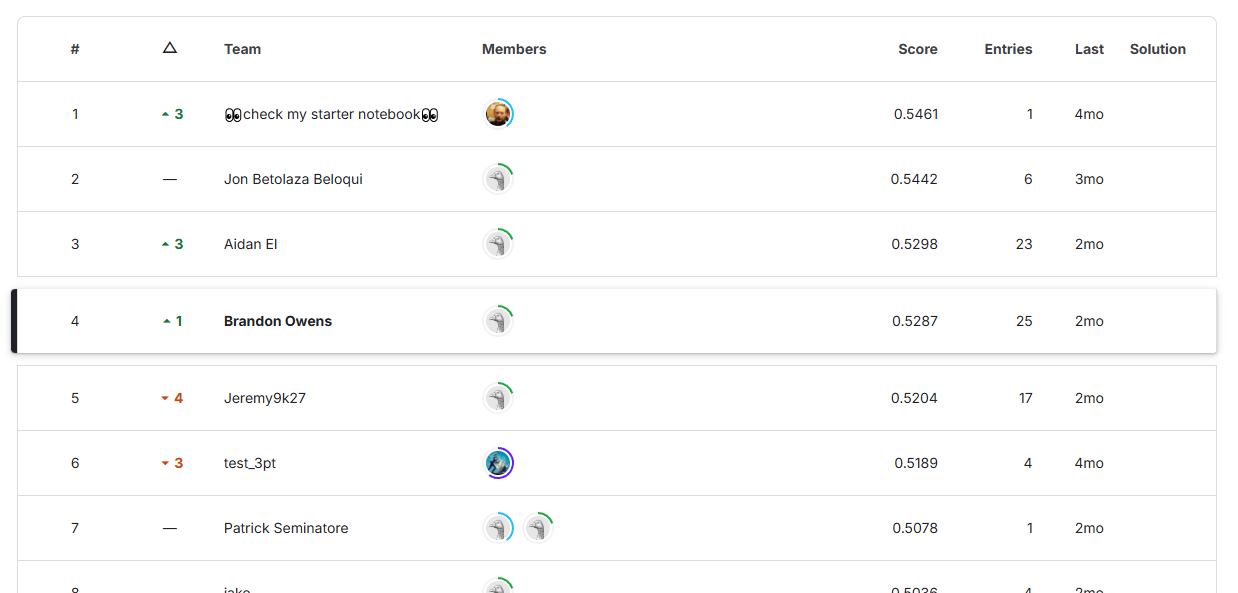 # △ Team Members Score Entries Last Solution
1 ▲ 3 👀check my starter notebook👀 0.5461 1 4mo
2 — Jon Betolaza Beloqui 0.5442 6 3mo
3 ▲ 3 Aidan El 0.5298 23 2mo
4 ▲ 1 Brandon Owens 0.5287 25 2mo
5 ▼ 4 Jeremy9k27 0.5204 17 2mo
6 ▼ 3 test_3pt 0.5189 4 4mo
7 — Patrick Seminatore 0.5078 1 2mo
8 0.5036 4 2mo